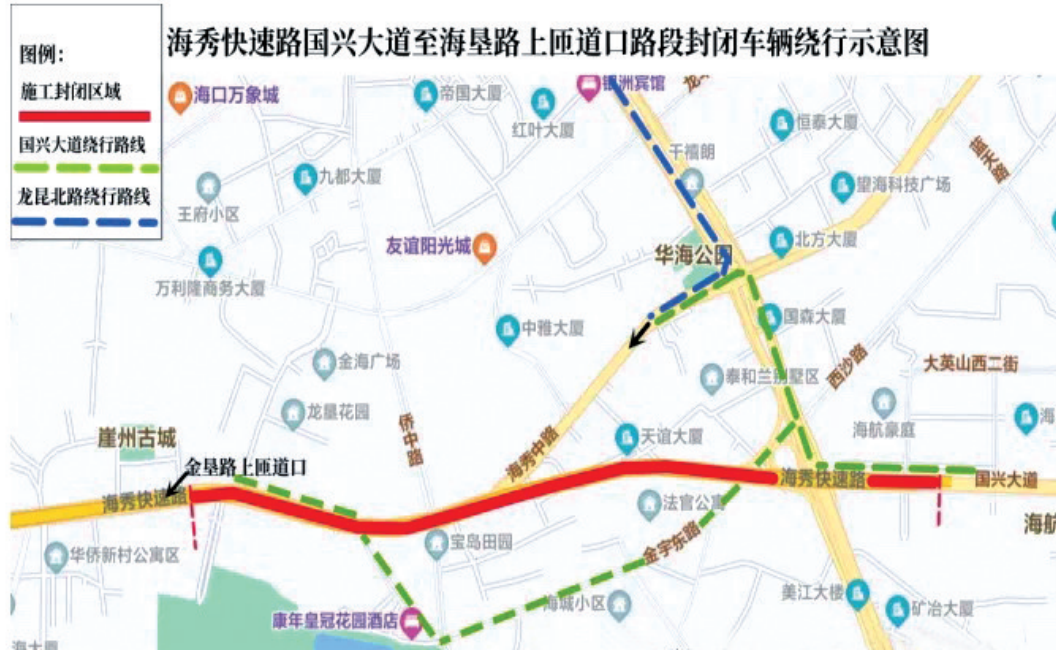 海秀快速路国兴大道至海垦路上匝道口路段封闭车辆绕行示意图
图例：
施工封闭区域
国兴大道绕行路线
龙昆北路绕行路线
海口万象城
帝国大厦
银洲宾馆
红叶大厦
恒泰大厦
千禧朗
蓝天路
九都大厦
王府小区
望海科技广场
友谊阳光城
华海公园
北方大厦
万利隆商务大厦
中雅大厦
国森大厦
金海广场
泰和兰别墅区
西沙路
大英山西二街
龙垦花园
侨中路
海航豪庭
崖州古城
海秀中路
天谊大厦
金垦路上匝道口
海秀快速路
海秀快速路
国兴大道
法官公寓
华侨新村公寓区
宝岛田园
金宇东路
海城小区
美江大楼
矿冶大厦
康年皇冠花园酒店